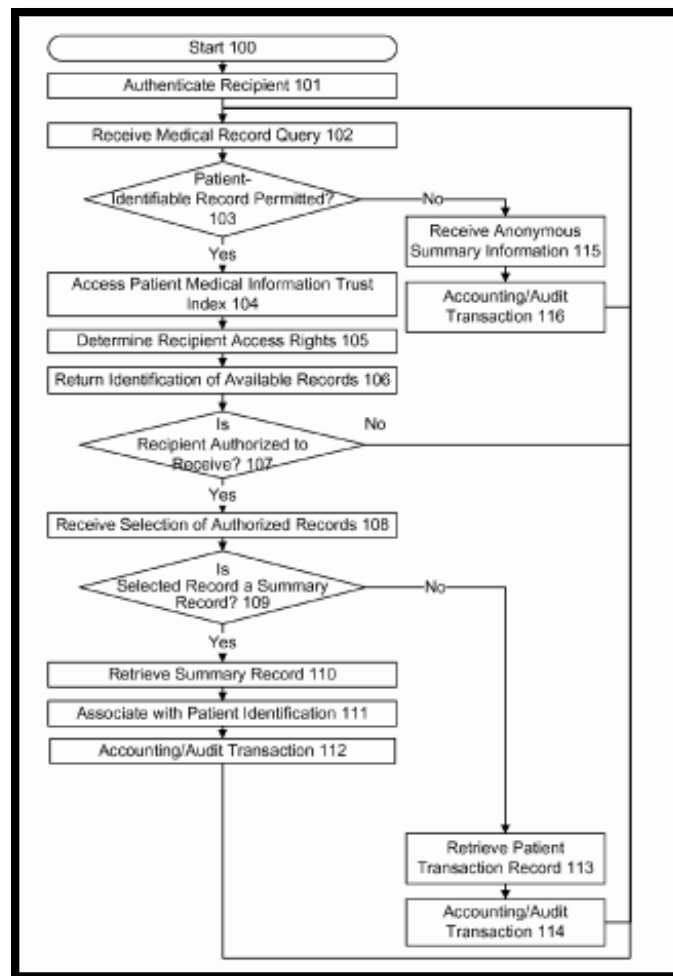 Start 100
Authenticate Recipient 101
Receive Medical Record Query 102
Patient-
Identifiable Record Permitted?
103
No
Yes
Receive Anonymous
Summary Information 115
Accounting/Audit
Transaction 116
Access Patient Medical Information Trust
Index 104
Determine Recipient Access Rights 105
Return Identification of Available Records 106
Is
Recipient Authorized to
Receive? 107
No
Yes
Receive Selection of Authorized Records 108
Is
Selected Record a Summary
Record? 109
No
Yes
Retrieve Summary Record 110
Associate with Patient Identification 111
Accounting/Audit Transaction 112
Retrieve Patient
Transaction Record 113
Accounting/Audit
Transaction 114